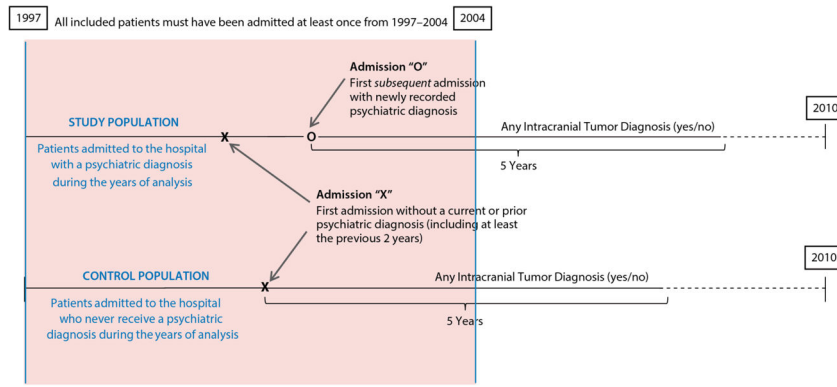 1997
All included patients must have been admitted at least once from 1997–2004
2004
Admission "O"
First subsequent admission
with newly recorded
psychiatric diagnosis
2010
STUDY POPULATION
X
O
Any Intracranial Tumor Diagnosis (yes/no)
Patients admitted to the hospital
with a psychiatric diagnosis
during the years of analysis
5 Years
Admission "X"
First admission without a current or prior
psychiatric diagnosis (including at least
the previous 2 years)
2010
CONTROL POPULATION
X
Any Intracranial Tumor Diagnosis (yes/no)
Patients admitted to the hospital
who never receive a psychiatric
diagnosis during the years of analysis
5 Years